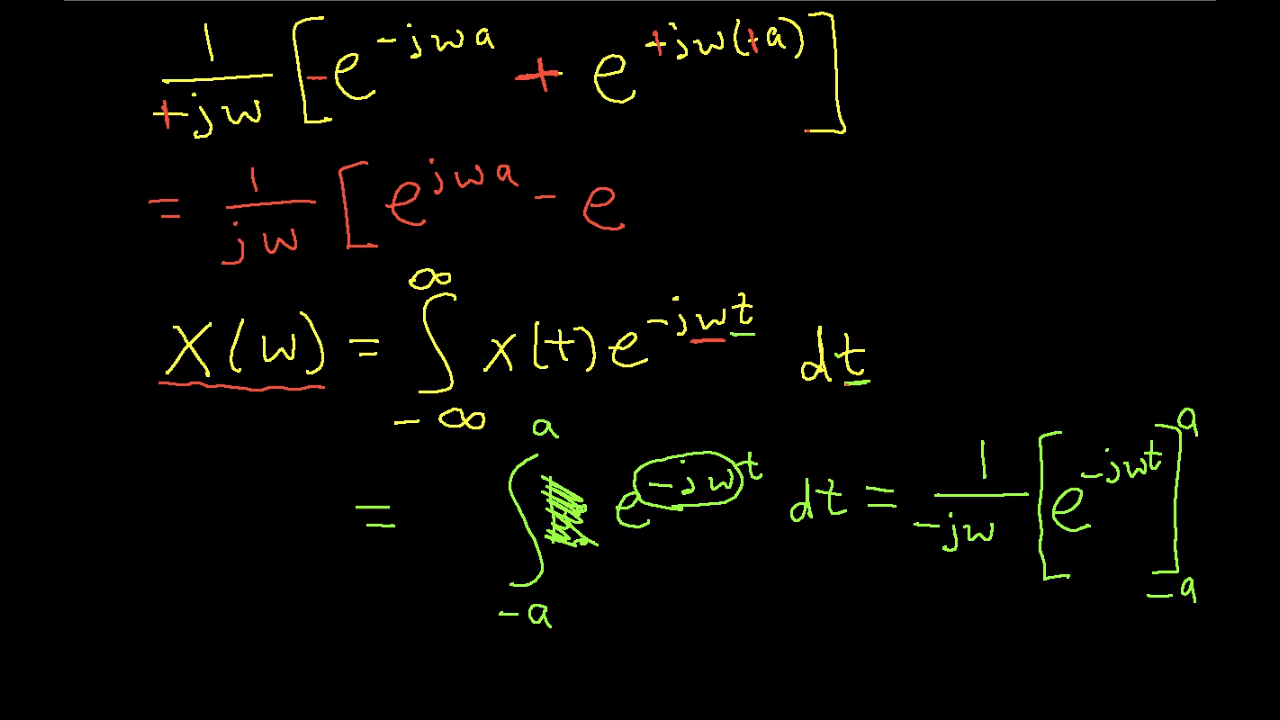 1/+jw [-e^{-jwa} + e^{+jw(+a)}]
= 1/jw [e^{jwa} - e
X(w) = ∫_{-∞}^{∞} x(t) e^{-jwt} dt
= ∫_{-a}^{a} e^{-jwt} dt = 1/-jw [e^{-jwt}]_{-a}^{a}